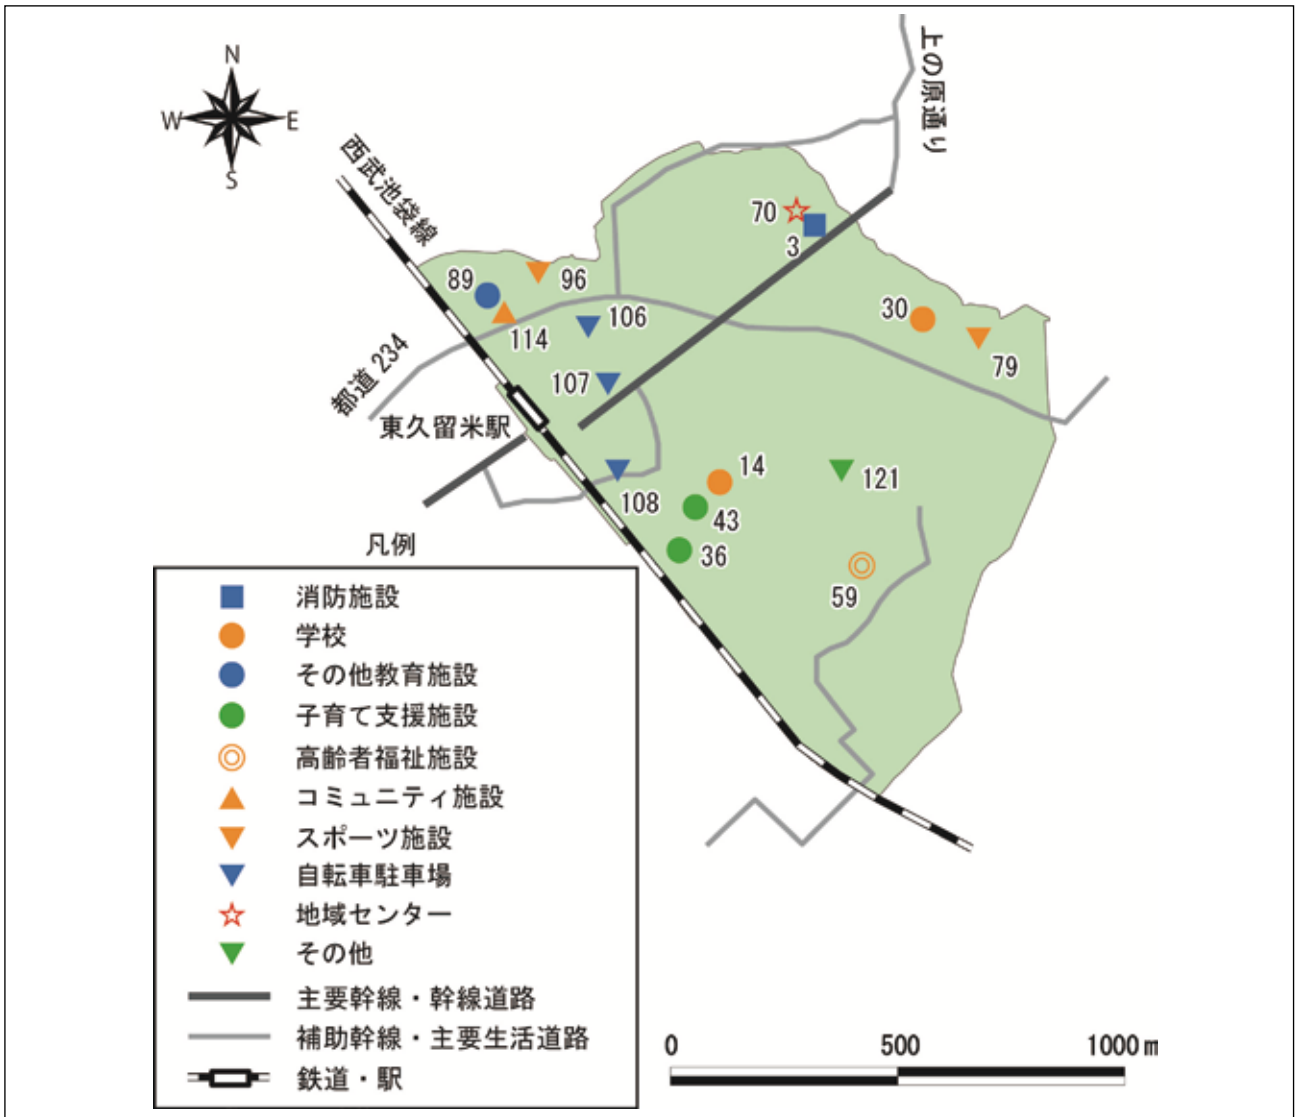 N
W
E
S
上の原通り
西武池袋線
70
3
89
96
30
106
114
79
都道 234
107
東久留米駅
14
121
108
43
36
59
凡例
消防施設
学校
その他教育施設
子育て支援施設
高齢者福祉施設
コミュニティ施設
スポーツ施設
自転車駐車場
地域センター
その他
主要幹線・幹線道路
補助幹線・主要生活道路
鉄道・駅
0 500 1000 m